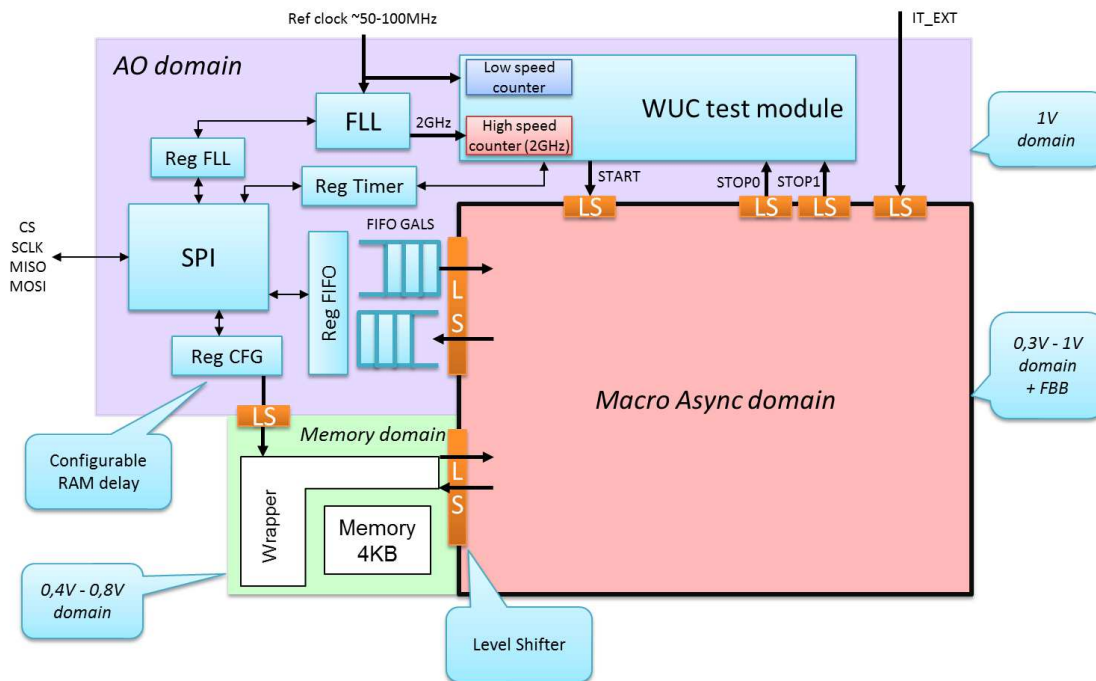 Ref clock ~50-100MHz
IT_EXT
AO domain
Low speed
counter
WUC test module
FLL
2GHz
High speed
counter (2GHz)
1V
domain
Reg FLL
Reg Timer
START
STOP0
STOP1
LS
LS
LS
LS
CS
SCLK
MISO
MOSI
SPI
FIFO GALS
Reg FIFO
L
S
Reg CFG
0,3V - 1V
domain
+ FBB
Macro Async domain
LS
Memory domain
Configurable
RAM delay
L
S
Wrapper
Memory
4KB
0,4V - 0,8V
domain
Level Shifter